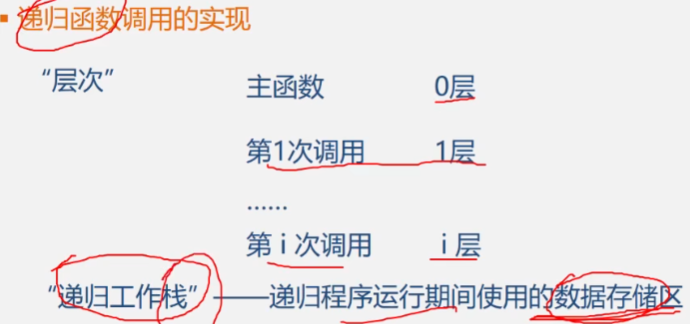 ▪ 递归函数调用的实现
“层次” 主函数 0层
第1次调用 1层
......
第 i 次调用 i 层
“递归工作栈”——递归程序运行期间使用的数据存储区